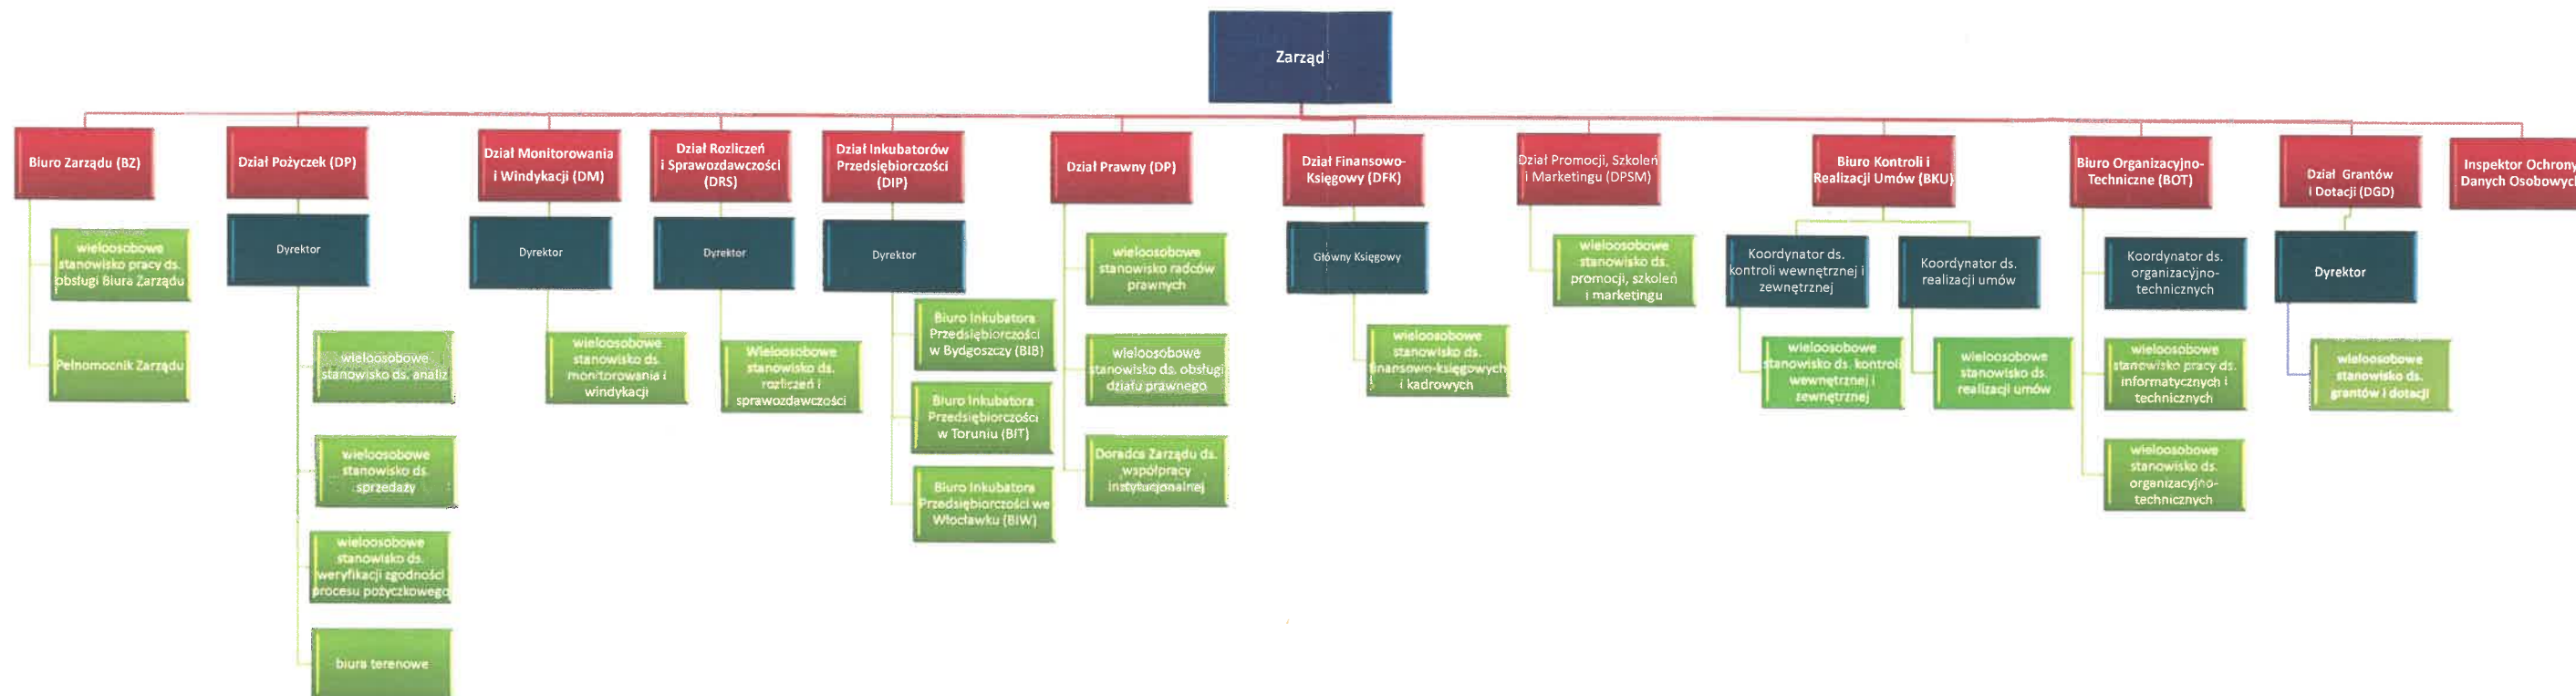 Zarząd
Biuro Zarządu (BZ)
wieloosobowe
stanowisko pracy ds.
obsługi Biura Zarządu
Pełnomocnik Zarządu
Dział Pożyczek (DP)
Dyrektor
wieloosobowe
stanowisko ds. analiz
wieloosobowe
stanowisko ds.
sprzedaży
wieloosobowe
stanowisko ds.
weryfikacji zgodności
procesu pożyczkowego
biura terenowe
Dział Monitorowania
i Windykacji (DM)
Dyrektor
wieloosobowe
stanowisko ds.
monitorowania i
windykacji
Dział Rozliczeń
i Sprawozdawczości
(DRS)
Dyrektor
Wieloosobowe
stanowisko ds.
rozliczeń i
sprawozdawczości
Dział Inkubatorów
Przedsiębiorczości
(DIP)
Dyrektor
Biuro Inkubatora
Przedsiębiorczości
w Bydgoszczy (BIB)
Biuro Inkubatora
Przedsiębiorczości
w Toruniu (BIT)
Biuro Inkubatora
Przedsiębiorczości we
Włocławku (BIW)
Dział Prawny (DP)
wieloosobowe
stanowisko radców
prawnych
wieloosobowe
stanowisko ds. obsługi
działu prawnego
Doradca Zarządu ds.
współpracy
instytucjonalnej
Dział Finansowo-
Księgowy (DFK)
Główny Księgowy
wieloosobowe
stanowisko ds.
finansowo-księgowych
i kadrowych
Dział Promocji, Szkoleń
i Marketingu (DPSM)
wieloosobowe
stanowisko ds.
promocji, szkoleń
i marketingu
Biuro Kontroli i
Realizacji Umów (BKU)
Koordynator ds.
kontroli wewnętrznej i
zewnętrznej
wieloosobowe
stanowisko ds. kontroli
wewnętrznej i
zewnętrznej
Koordynator ds.
realizacji umów
wieloosobowe
stanowisko ds.
realizacji umów
Biuro Organizacyjno-
Techniczne (BOT)
Koordynator ds.
organizacyjno-
technicznych
wieloosobowe
stanowisko pracy ds.
informatycznych i
technicznych
wieloosobowe
stanowisko ds.
organizacyjno-
technicznych
Dział Grantów
i Dotacji (DGD)
Dyrektor
wieloosobowe
stanowisko ds.
grantów i dotacji
Inspektor Ochrony
Danych Osobowych